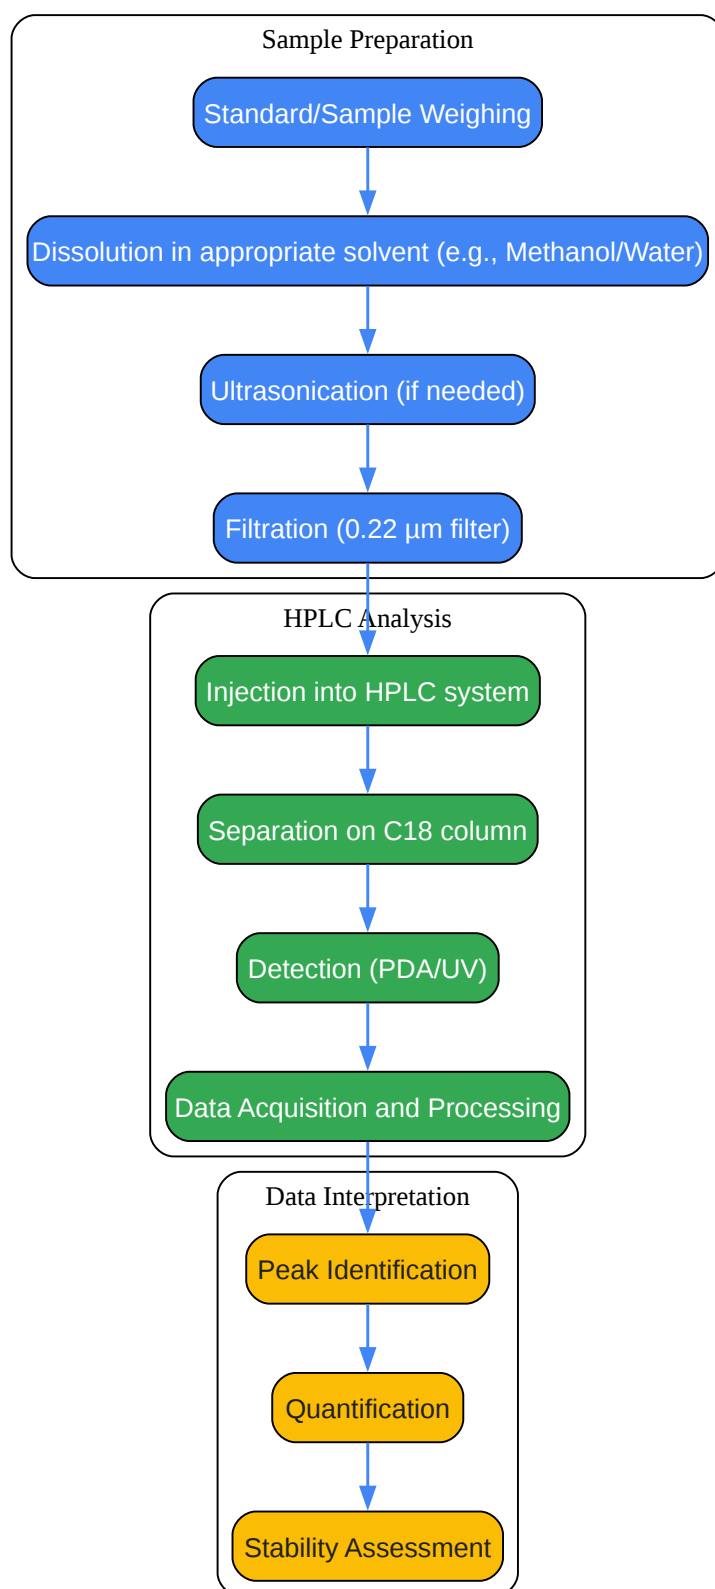 Sample Preparation
Standard/Sample Weighing
Dissolution in appropriate solvent (e.g., Methanol/Water)
Ultrasonication (if needed)
Filtration (0.22 µm filter)
HPLC Analysis
Injection into HPLC system
Separation on C18 column
Detection (PDA/UV)
Data Acquisition and Processing
Data Interpretation
Peak Identification
Quantification
Stability Assessment